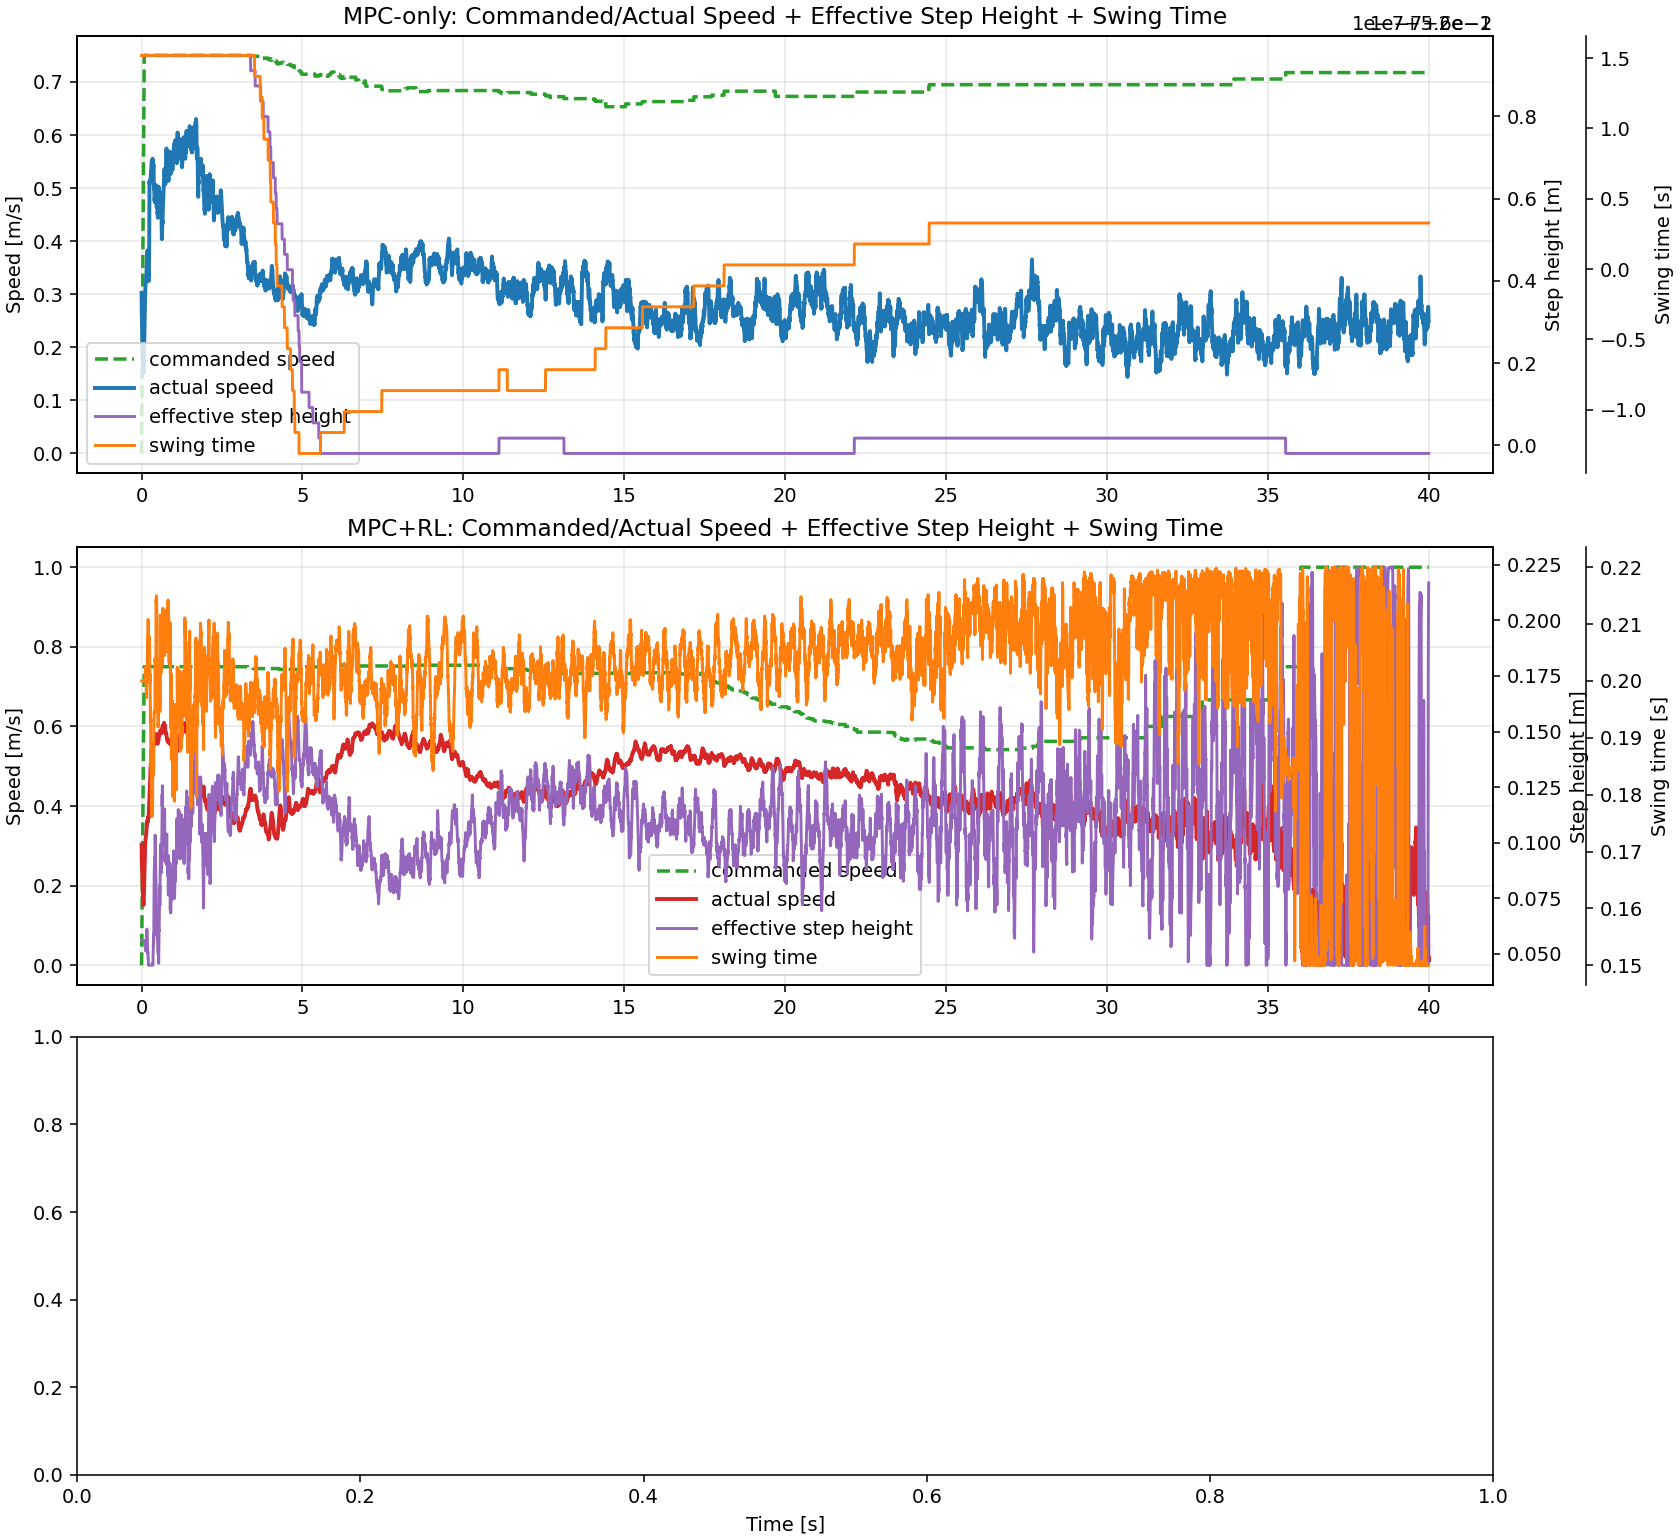 MPC-only: Commanded/Actual Speed + Effective Step Height + Swing Time
Speed [m/s]
0.7
0.6
0.5
0.4
0.3
0.2
0.1
0.0
commanded speed
actual speed
effective step height
swing time
0 5 10 15 20 25 30 35 40
0.8
0.6
0.4
0.2
0.0
Step height [m]
1.5
1.0
0.5
0.0
−0.5
−1.0
Swing time [s]
MPC+RL: Commanded/Actual Speed + Effective Step Height + Swing Time
Speed [m/s]
1.0
0.8
0.6
0.4
0.2
0.0
commanded speed
actual speed
effective step height
swing time
0 5 10 15 20 25 30 35 40
0.225
0.200
0.175
0.150
0.125
0.100
0.075
0.050
Step height [m]
0.22
0.21
0.20
0.19
0.18
0.17
0.16
0.15
Swing time [s]
1.0
0.8
0.6
0.4
0.2
0.0
0.0 0.2 0.4 0.6 0.8 1.0
Time [s]